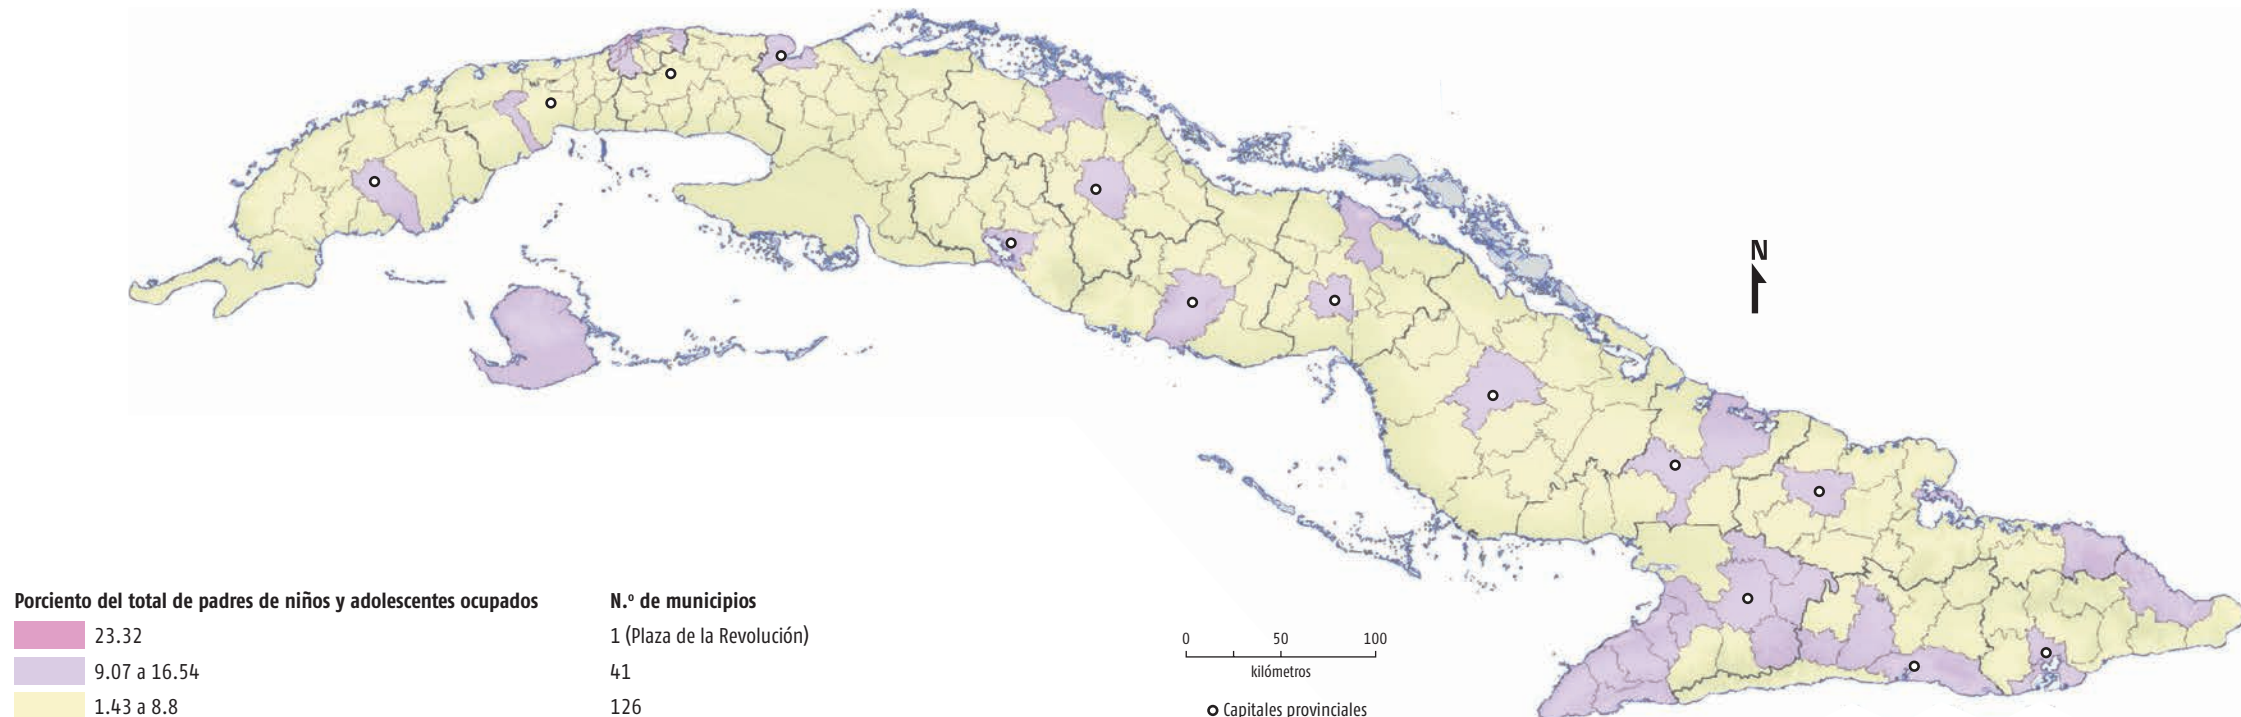 N
Porciento del total de padres de niños y adolescentes ocupados N.º de municipios
23.32 1 (Plaza de la Revolución)
9.07 a 16.54 41
1.43 a 8.8 126
0 50 100
kilómetros
Capitales provinciales